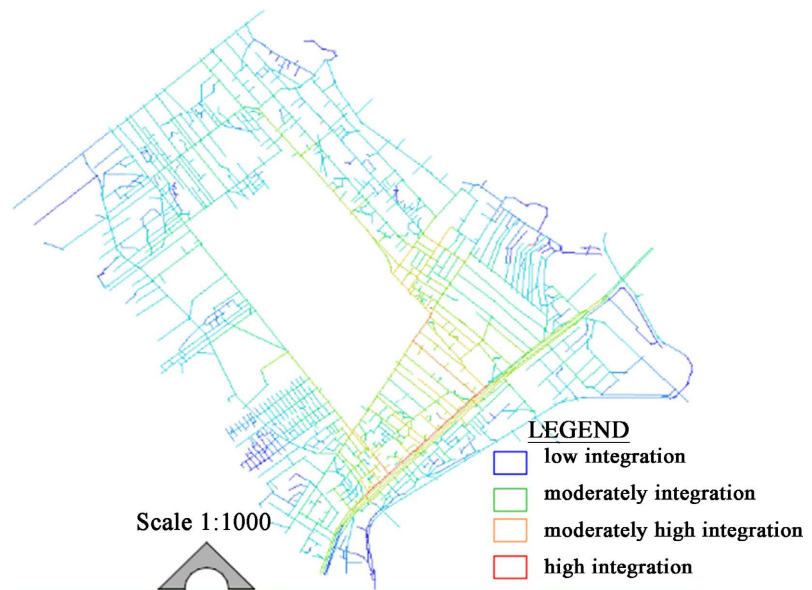 LEGEND
low integration
moderately integration
Scale 1:1000
moderately high integration
high integration